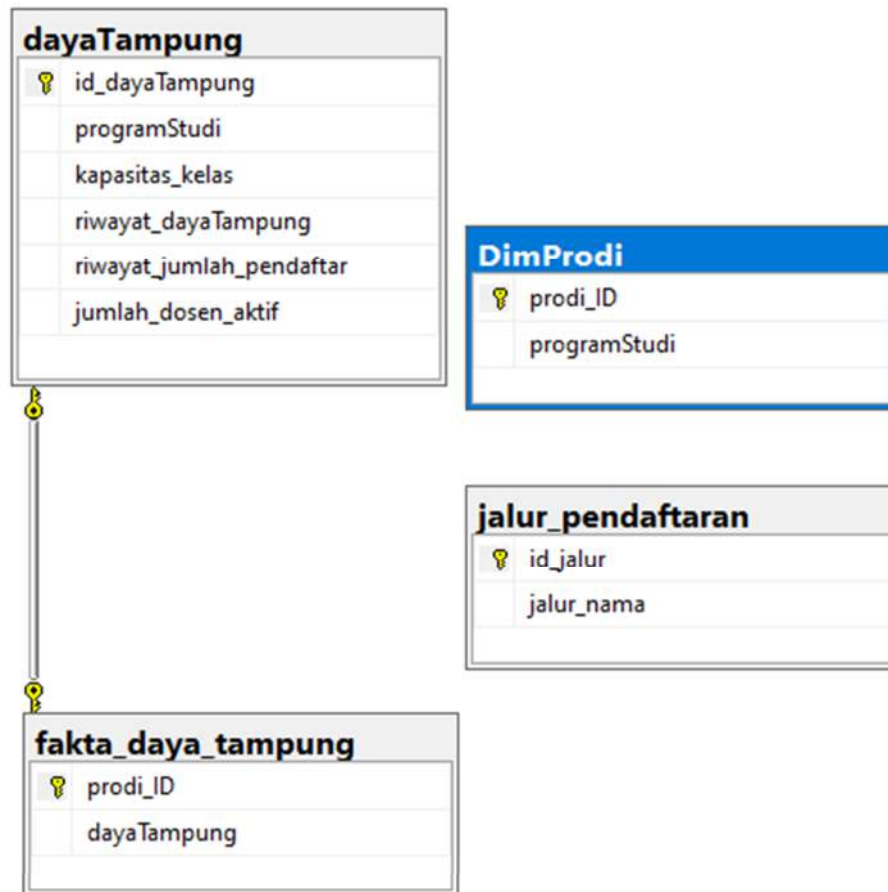 dayaTampung
id_dayaTampung
programStudi
kapasitas_kelas
riwayat_dayaTampung
riwayat_jumlah_pendaftar
jumlah_dosen_aktif
DimProdi
prodi_ID
programStudi
jalur_pendaftaran
id_jalur
jalur_nama
fakta_daya_tampung
prodi_ID
dayaTampung